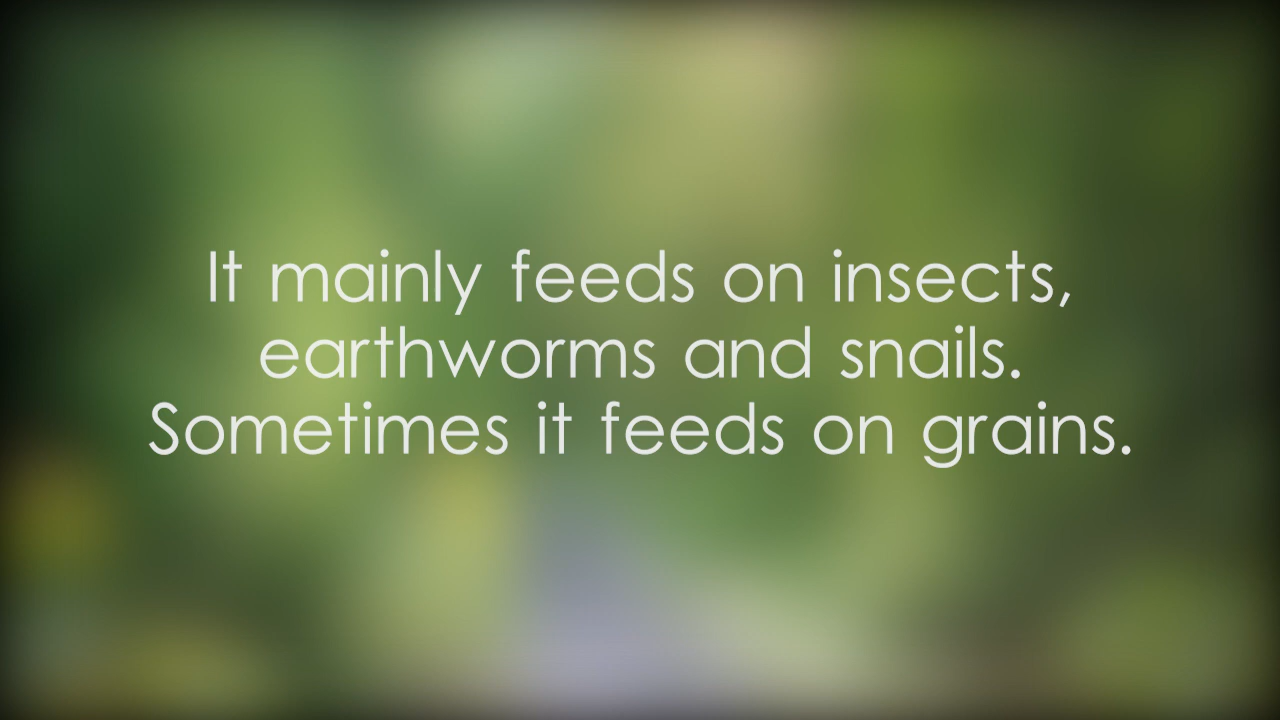 It mainly feeds on insects,
earthworms and snails.
Sometimes it feeds on grains.